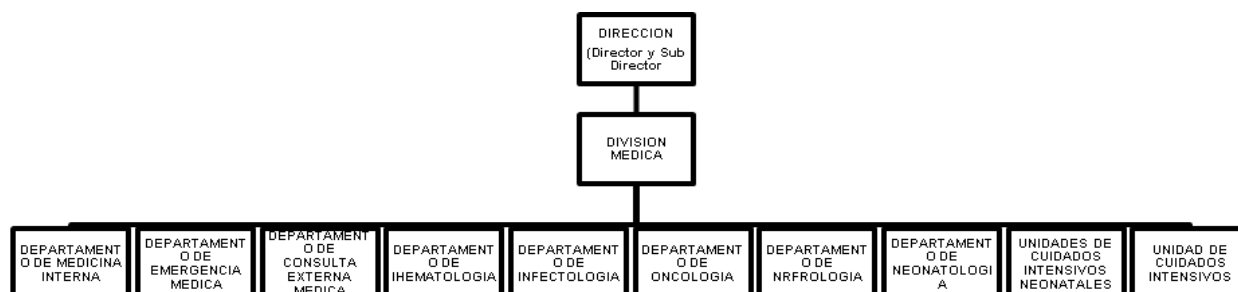 DIRECCION
(Director y Sub
Director
DIVISION
MEDICA
DEPARTAMENT
O DE MEDICINA
INTERNA
DEPARTAMENT
O DE
EMERGENCIA
MEDICA
DEPARTAMENT
O DE
CONSULTA
EXTERNA
MEDICA
DEPARTAMENT
O DE
IHEMATOLOGIA
DEPARTAMENT
O DE
INFECTOLOGIA
DEPARTAMENT
O DE
ONCOLOGIA
DEPARTAMENT
O DE
NRFROLOGIA
DEPARTAMENT
O DE
NEONATOLOGI
A
UNIDADES DE
CUIDADOS
INTENSIVOS
NEONATALES
UNIDAD DE
CUIDADOS
INTENSIVOS